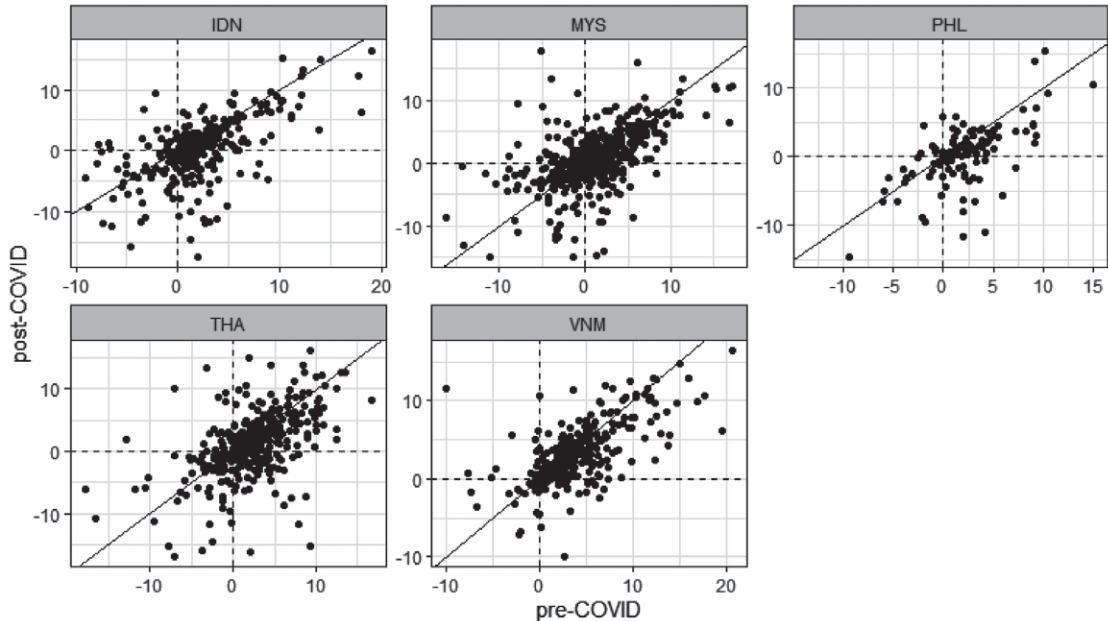 IDN MYS PHL
10 10 10
0 0 0
-10 -10 -10
-10 0 10 20 -10 0 10 -10 -5 0 5 10 15
post-COVID
THA VNM
10 10
0 0
-10 -10
-10 0 10 -10 0 10 20
pre-COVID